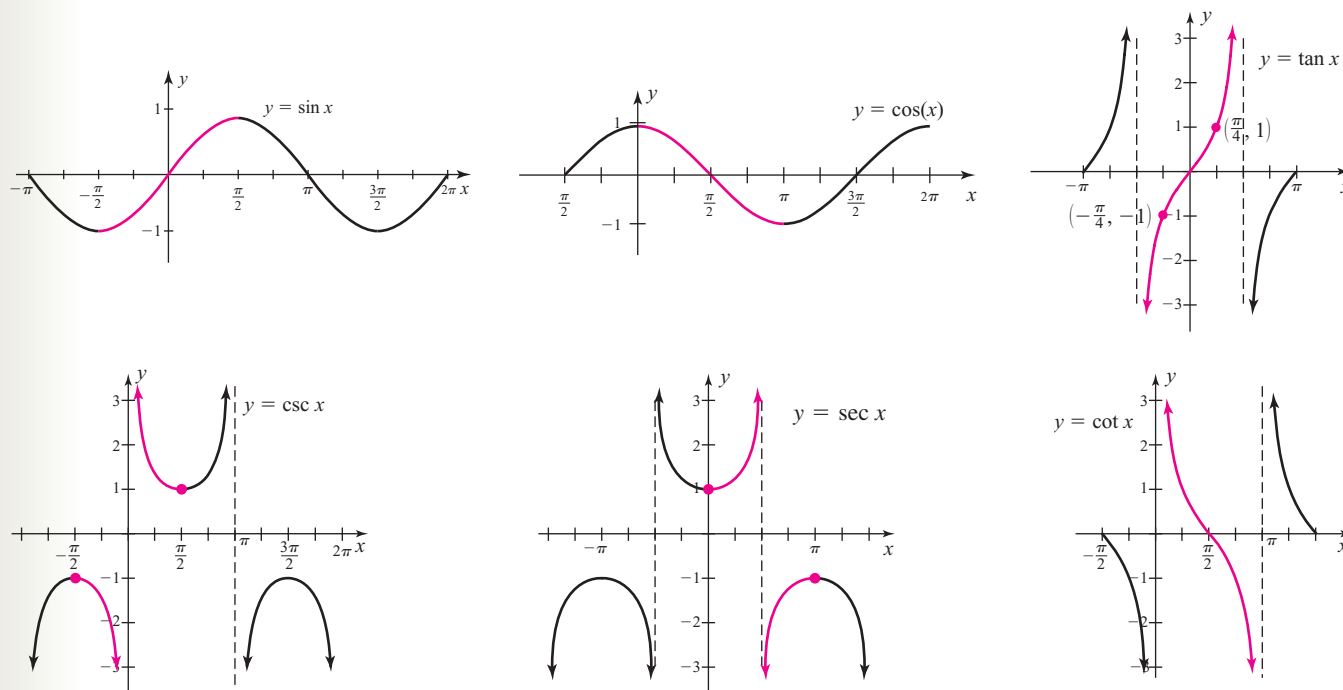 y
y = sin x
1
−π
−π/2
π/2
π
3π/2
2π x
−1
y
y = cos(x)
1
π/2
π/2
π
3π/2
2π
x
−1
y
3
y = tan x
2
1
(π/4, 1)
−π
π
x
(−π/4, −1)
−1
−2
−3
y
3
y = csc x
2
1
−π/2
π/2
π
3π/2
2π x
−1
−2
−3
y
3
y = sec x
2
1
−π
π
x
−1
−2
−3
y
3
y = cot x
2
1
−π/2
π/2
π
x
−1
−2
−3